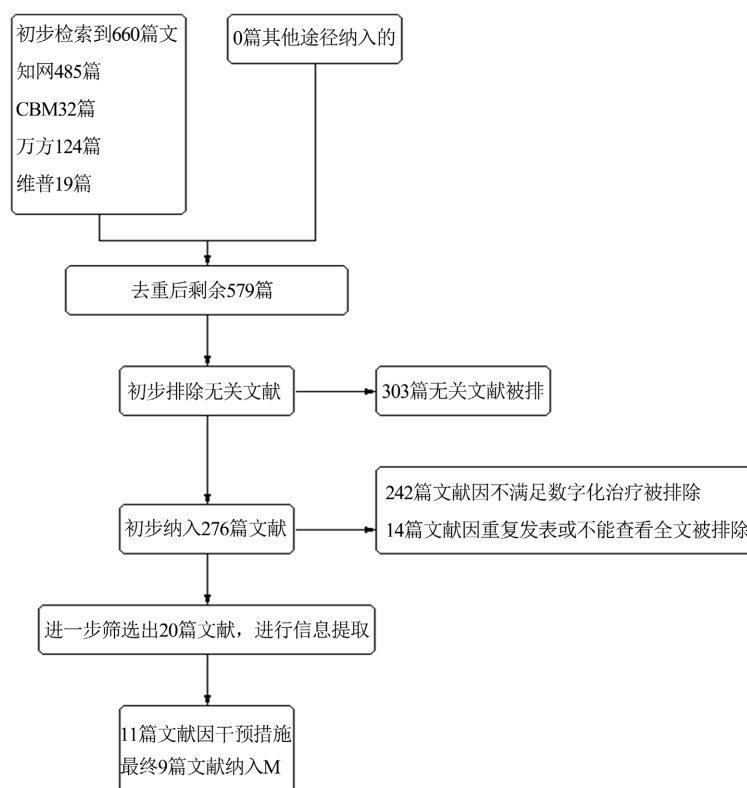 初步检索到660篇文
知网485篇
CBM32篇
万方124篇
维普19篇
0篇其他途径纳入的
去重后剩余579篇
初步排除无关文献
303篇无关文献被排
初步纳入276篇文献
242篇文献因不满足数字化治疗被排除
14篇文献因重复发表或不能查看全文被排除
进一步筛选出20篇文献，进行信息提取
11篇文献因干预措施
最终9篇文献纳入M